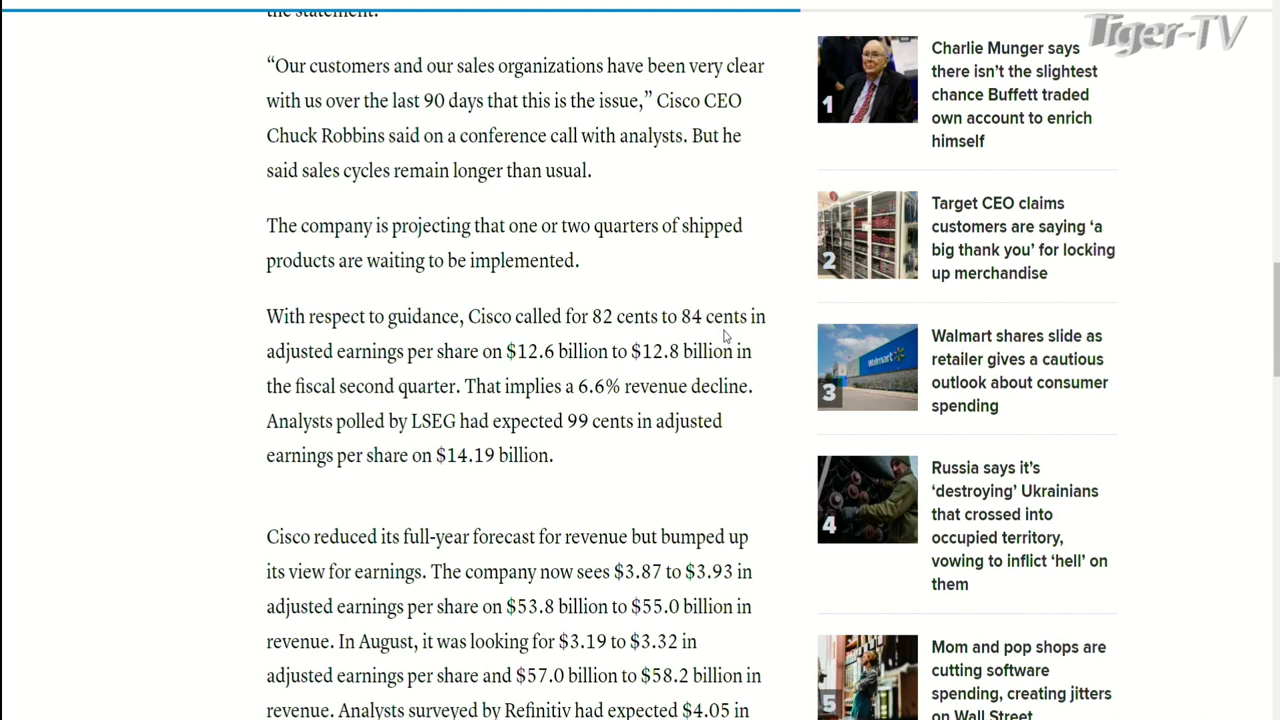 the statement.
“Our customers and our sales organizations have been very clear
with us over the last 90 days that this is the issue,” Cisco CEO
Chuck Robbins said on a conference call with analysts. But he
said sales cycles remain longer than usual.
The company is projecting that one or two quarters of shipped
products are waiting to be implemented.
With respect to guidance, Cisco called for 82 cents to 84 cents in
adjusted earnings per share on $12.6 billion to $12.8 billion in
the fiscal second quarter. That implies a 6.6% revenue decline.
Analysts polled by LSEG had expected 99 cents in adjusted
earnings per share on $14.19 billion.
Cisco reduced its full-year forecast for revenue but bumped up
its view for earnings. The company now sees $3.87 to $3.93 in
adjusted earnings per share on $53.8 billion to $55.0 billion in
revenue. In August, it was looking for $3.19 to $3.32 in
adjusted earnings per share and $57.0 billion to $58.2 billion in
revenue. Analysts surveyed by Refinitiv had expected $4.05 in
Tiger-TV
1
Charlie Munger says
there isn’t the slightest
chance Buffett traded
own account to enrich
himself
2
Target CEO claims
customers are saying ‘a
big thank you’ for locking
up merchandise
Walmart
3
Walmart shares slide as
retailer gives a cautious
outlook about consumer
spending
4
Russia says it’s
‘destroying’ Ukrainians
that crossed into
occupied territory,
vowing to inflict ‘hell’ on
them
5
Mom and pop shops are
cutting software
spending, creating jitters
on Wall Street